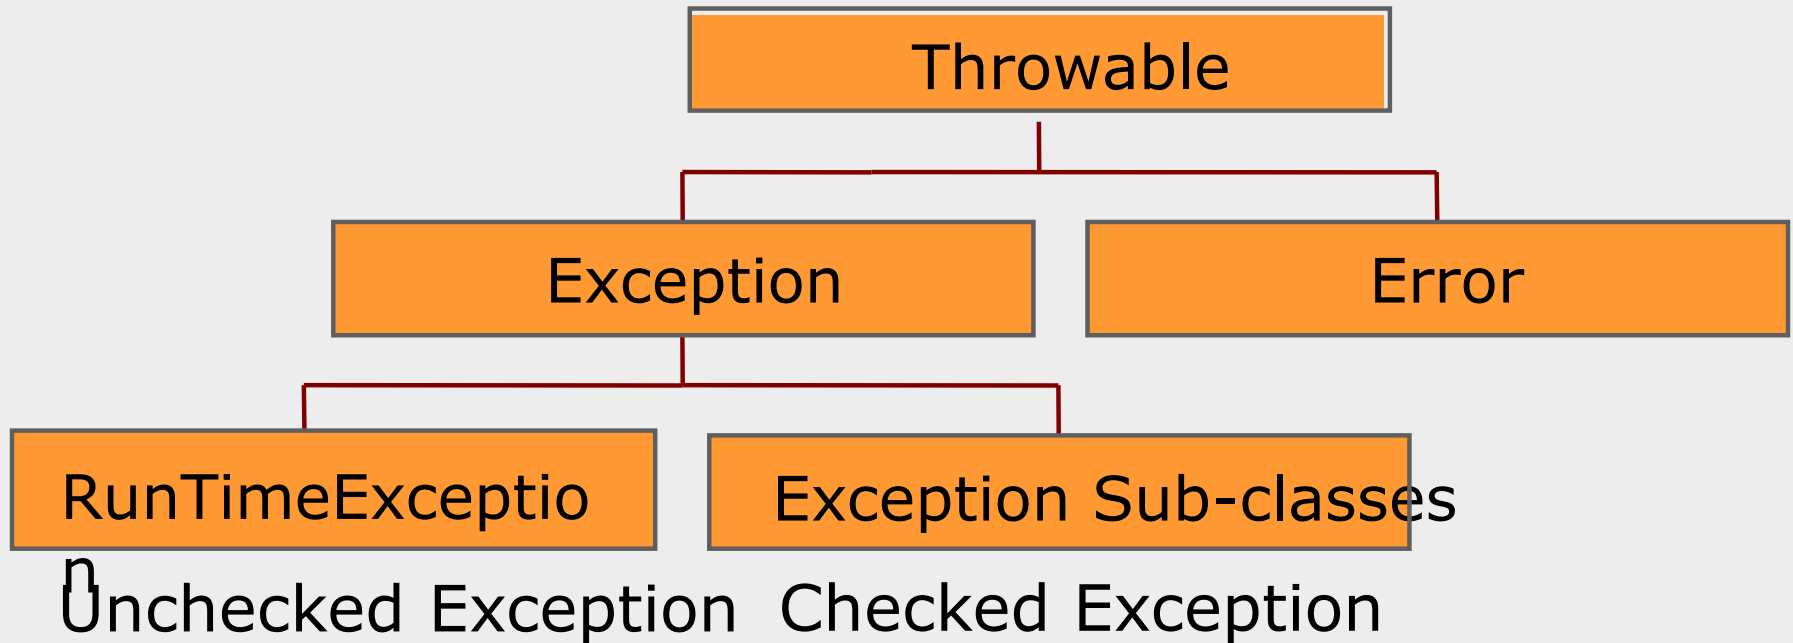 Throwable
Exception
Error
RunTimeExceptio
n
Exception Sub-classes
Unchecked Exception
Checked Exception